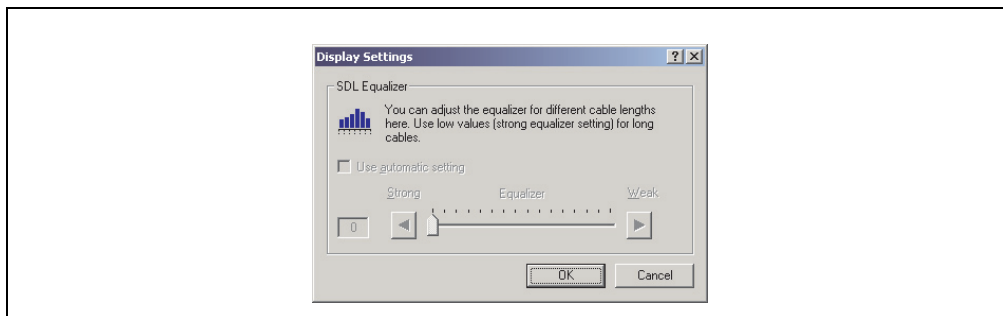 Display Settings
SDL Equalizer
You can adjust the equalizer for different cable lengths
here. Use low values (strong equalizer setting) for long
cables.
Use automatic setting
Strong Equalizer Weak
0
OK Cancel